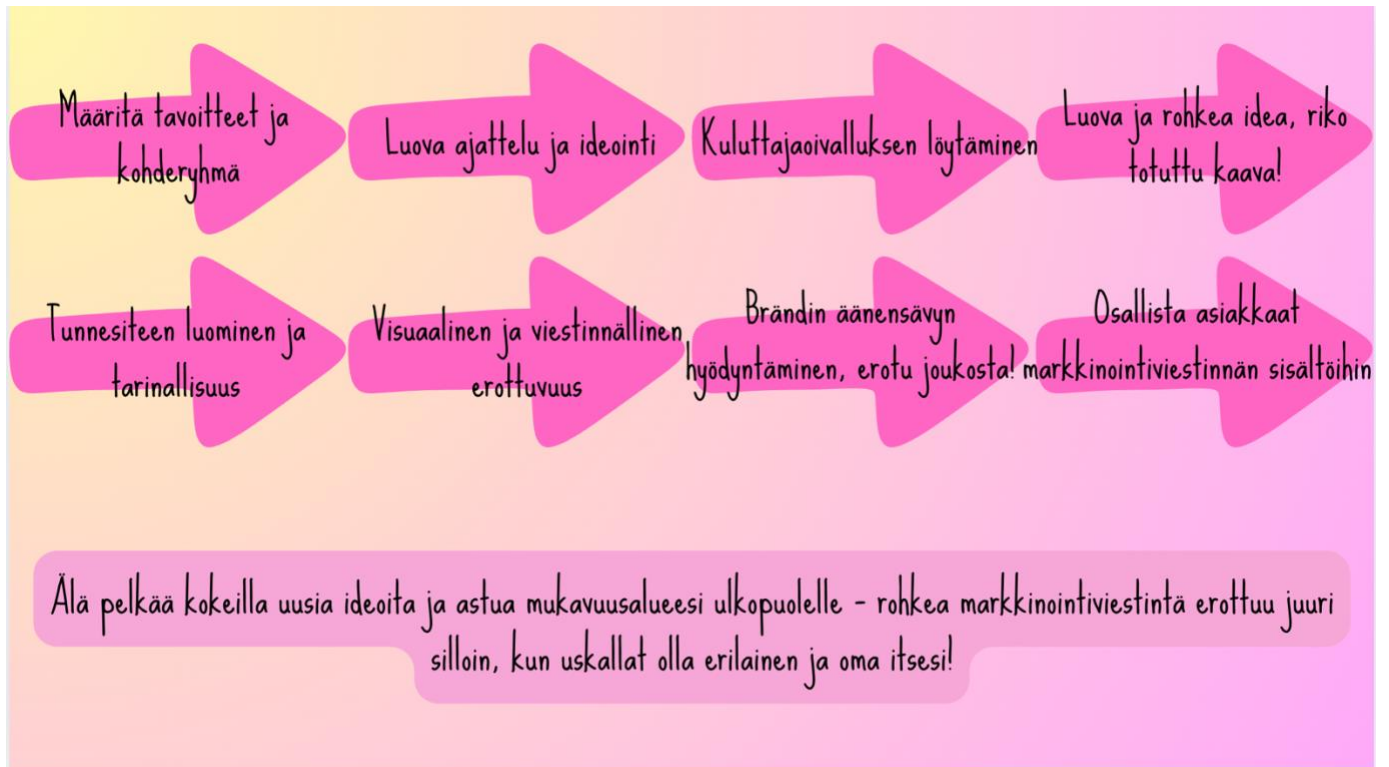 Määritä tavoitteet ja
kohderyhmä
Luova ajattelu ja ideointi
Kuluttajaoivalluksen löytäminen
Luova ja rohkea idea, riko
totuttu kaava!
Tunnesiteen luominen ja
tarinallisuus
Visuaalinen ja viestinnällinen
erottuvuus
Brändin äänensävyn
hyödyntäminen, erotu joukosta!
Osallista asiakkaat
markkinointiviestinnän sisältöihin
Älä pelkää kokeilla uusia ideoita ja astua mukavuusalueesi ulkopuolelle - rohkea markkinointiviestintä erottuu juuri
silloin, kun uskallat olla erilainen ja oma itsesi!